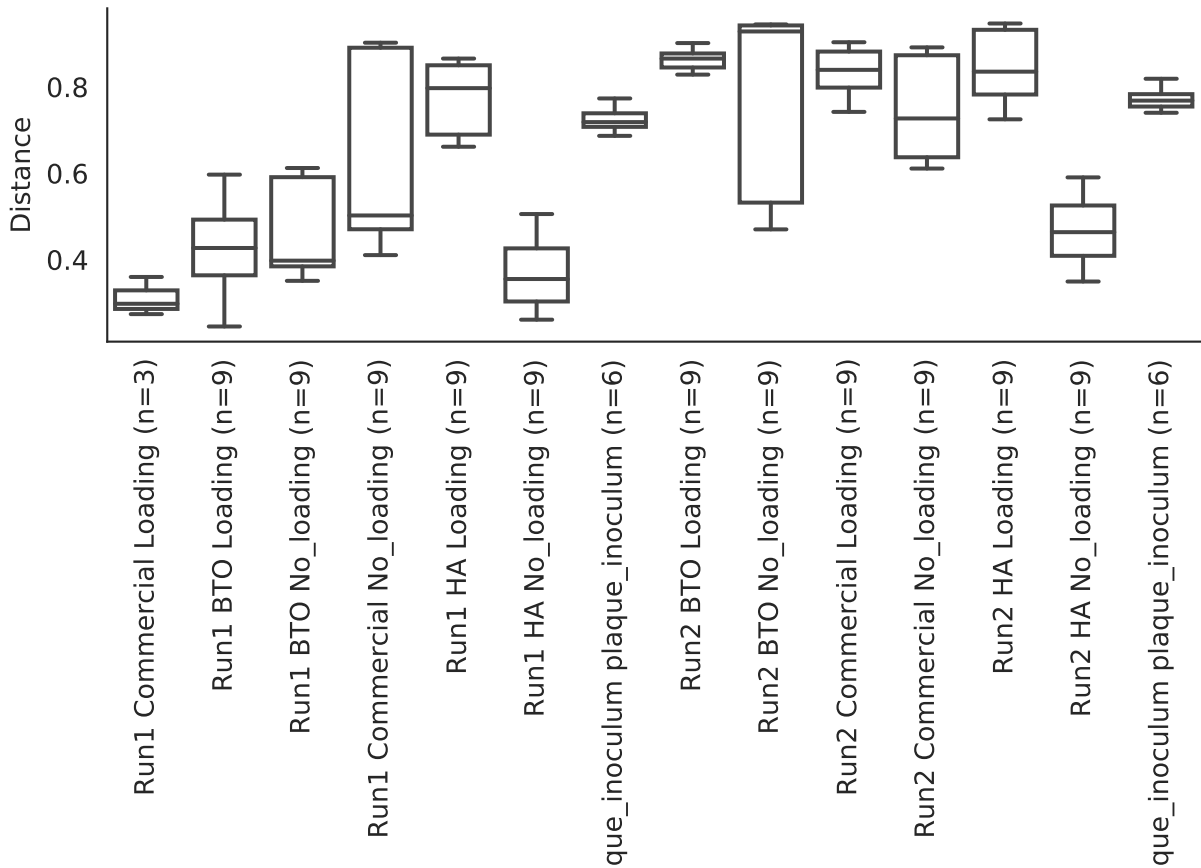 Distance
0.8
0.6
0.4
Run1 Commercial Loading (n=3)
Run1 BTO Loading (n=9)
Run1 BTO No_loading (n=9)
Run1 Commercial No_loading (n=9)
Run1 HA Loading (n=9)
Run1 HA No_loading (n=9)
que_inoculum plaque_inoculum (n=6)
Run2 BTO Loading (n=9)
Run2 BTO No_loading (n=9)
Run2 Commercial Loading (n=9)
Run2 Commercial No_loading (n=9)
Run2 HA Loading (n=9)
Run2 HA No_loading (n=9)
que_inoculum plaque_inoculum (n=6)